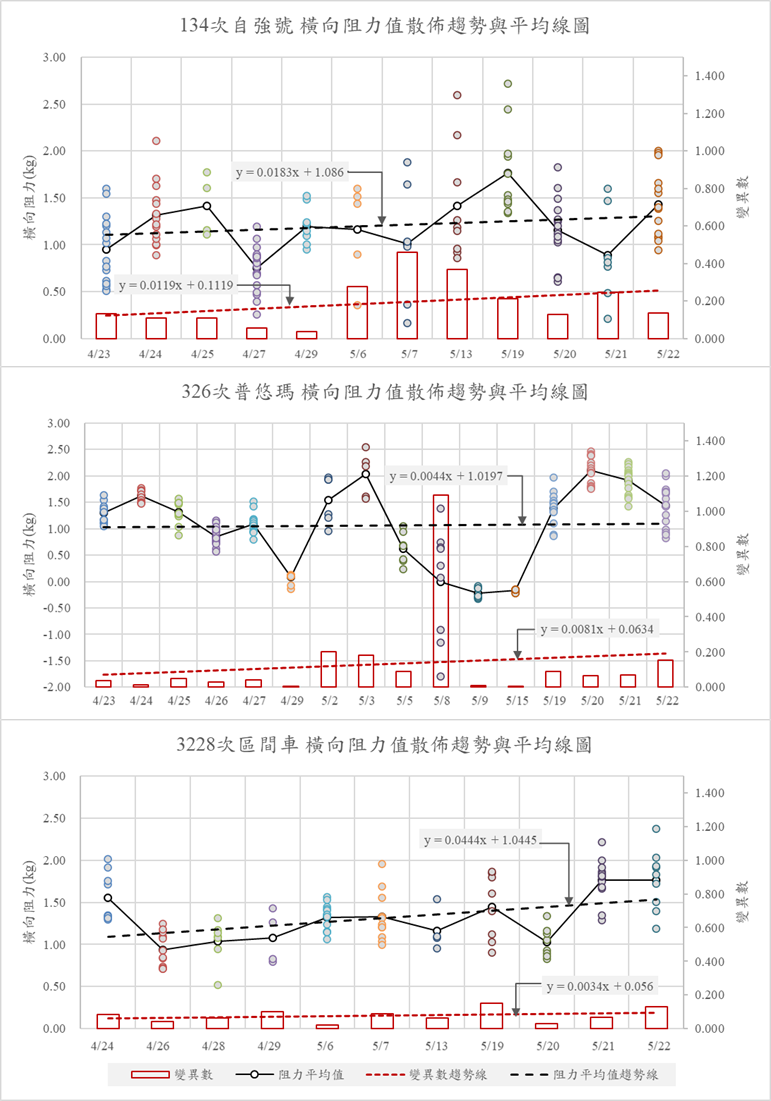 134次自強號 橫向阻力值散佈趨勢與平均線圖
橫向阻力(kg)
3.00
2.50
2.00
1.50
1.00
0.50
0.00
y = 0.0183x + 1.086
y = 0.0119x + 0.1119
1.400
1.200
1.000
0.800
0.600
0.400
0.200
0.000
變異數
4/23 4/24 4/25 4/27 4/29 5/6 5/7 5/13 5/19 5/20 5/21 5/22
326次普悠瑪 橫向阻力值散佈趨勢與平均線圖
橫向阻力(kg)
3.00
2.50
2.00
1.50
1.00
0.50
0.00
-0.50
-1.00
-1.50
-2.00
y = 0.0044x + 1.0197
y = 0.0081x + 0.0634
1.400
1.200
1.000
0.800
0.600
0.400
0.200
0.000
變異數
4/23 4/24 4/25 4/26 4/27 4/29 5/2 5/3 5/5 5/8 5/9 5/15 5/19 5/20 5/21 5/22
3228次區間車 橫向阻力值散佈趨勢與平均線圖
橫向阻力(kg)
3.00
2.50
2.00
1.50
1.00
0.50
0.00
y = 0.0444x + 1.0445
y = 0.0034x + 0.056
1.400
1.200
1.000
0.800
0.600
0.400
0.200
0.000
變異數
4/24 4/26 4/28 4/29 5/6 5/7 5/13 5/19 5/20 5/21 5/22
變異數 阻力平均值 變異數趨勢線 阻力平均值趨勢線